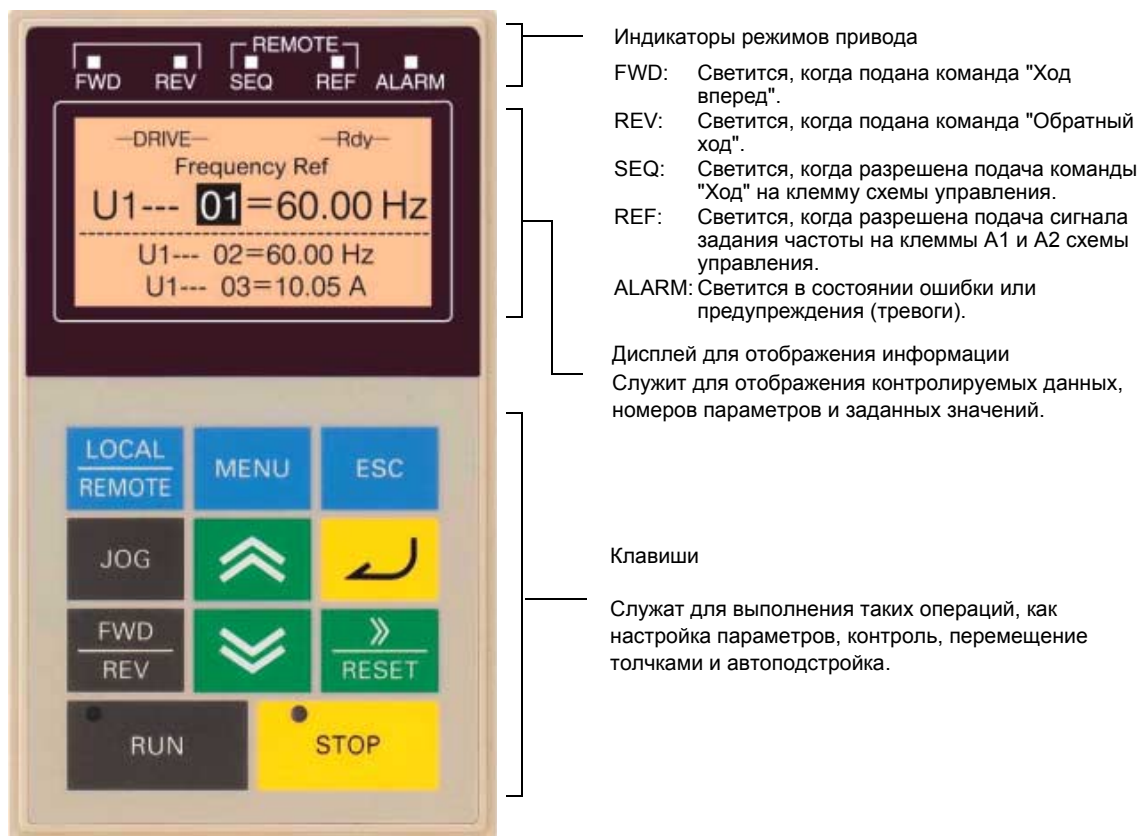 REMOTE
FWD REV SEQ REF ALARM
—DRIVE— —Rdy—
Frequency Ref
U1--- 01=60.00 Hz
U1--- 02=60.00 Hz
U1--- 03=10.05 A
LOCAL
REMOTE
MENU
ESC
JOG
FWD
REV
RESET
RUN
STOP
Индикаторы режимов привода
FWD: Светится, когда подана команда "Ход
вперед".
REV: Светится, когда подана команда "Обратный
ход".
SEQ: Светится, когда разрешена подача команды
"Ход" на клемму схемы управления.
REF: Светится, когда разрешена подача сигнала
задания частоты на клеммы A1 и A2 схемы
управления.
ALARM: Светится в состоянии ошибки или
предупреждения (тревоги).
Дисплей для отображения информации
Служит для отображения контролируемых данных,
номеров параметров и заданных значений.
Клавиши
Служат для выполнения таких операций, как
настройка параметров, контроль, перемещение
толчками и автоподстройка.